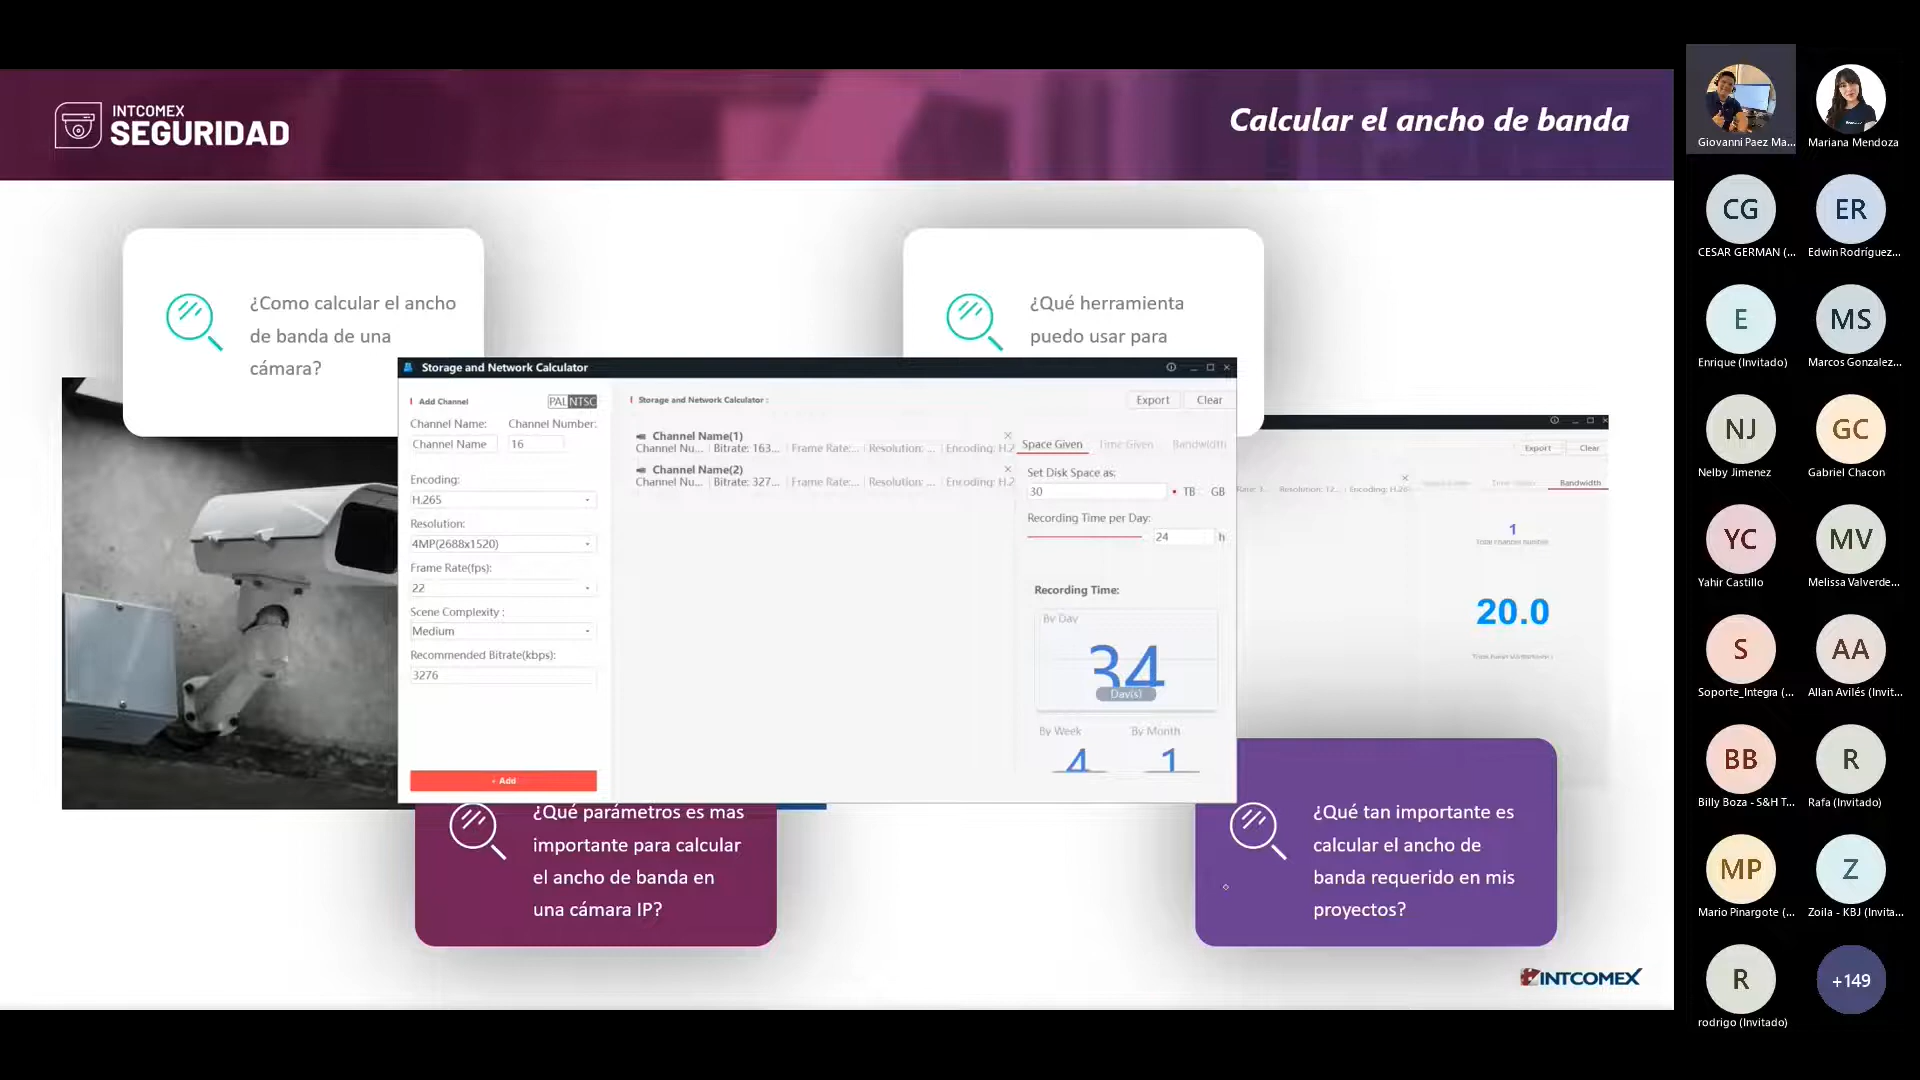 INTCOMEX
SEGURIDAD
Calcular el ancho de banda
¿Como calcular el ancho
de banda de una
cámara?
¿Qué herramienta
puedo usar para
Storage and Network Calculator
Add Channel
PAL NTSC
Channel Name: Channel Number:
Channel Name 16
Encoding:
H.265
Resolution:
4MP(2688x1520)
Frame Rate(fps):
22
Scene Complexity :
Medium
Recommended Bitrate(kbps):
3276
+ Add
Storage and Network Calculator :
Export Clear
Channel Name(1)
Channel Nu... Bitrate: 163... Frame Rate:... Resolution: ... Encoding: H.2
Channel Name(2)
Channel Nu... Bitrate: 327... Frame Rate:... Resolution: ... Encoding: H.2
Space Given Time Given Bandwidth
Set Disk Space as:
30 TB GB
Recording Time per Day:
24 h
Recording Time:
By Day
34
Day(s)
By Week By Month
4 1
Export Clear
Resolution: 12... Encoding: H.26
Bandwidth
1
Total channel number
20.0
¿Qué parámetros es mas
importante para calcular
el ancho de banda en
una cámara IP?
¿Qué tan importante es
calcular el ancho de
banda requerido en mis
proyectos?
INTCOMEX
Giovanni Paez Ma...
Mariana Mendoza
CG
CESAR GERMAN (...
ER
Edwin Rodríguez...
E
Enrique (Invitado)
MS
Marcos Gonzalez...
NJ
Nelby Jimenez
GC
Gabriel Chacon
YC
Yahir Castillo
MV
Melissa Valverde...
S
Soporte_Integra (...
AA
Allan Avilés (Invit...
BB
Billy Boza - S&H T...
R
Rafa (Invitado)
MP
Mario Pinargote (...
Z
Zoila - KBJ (Invita...
R
rodrigo (Invitado)
+149